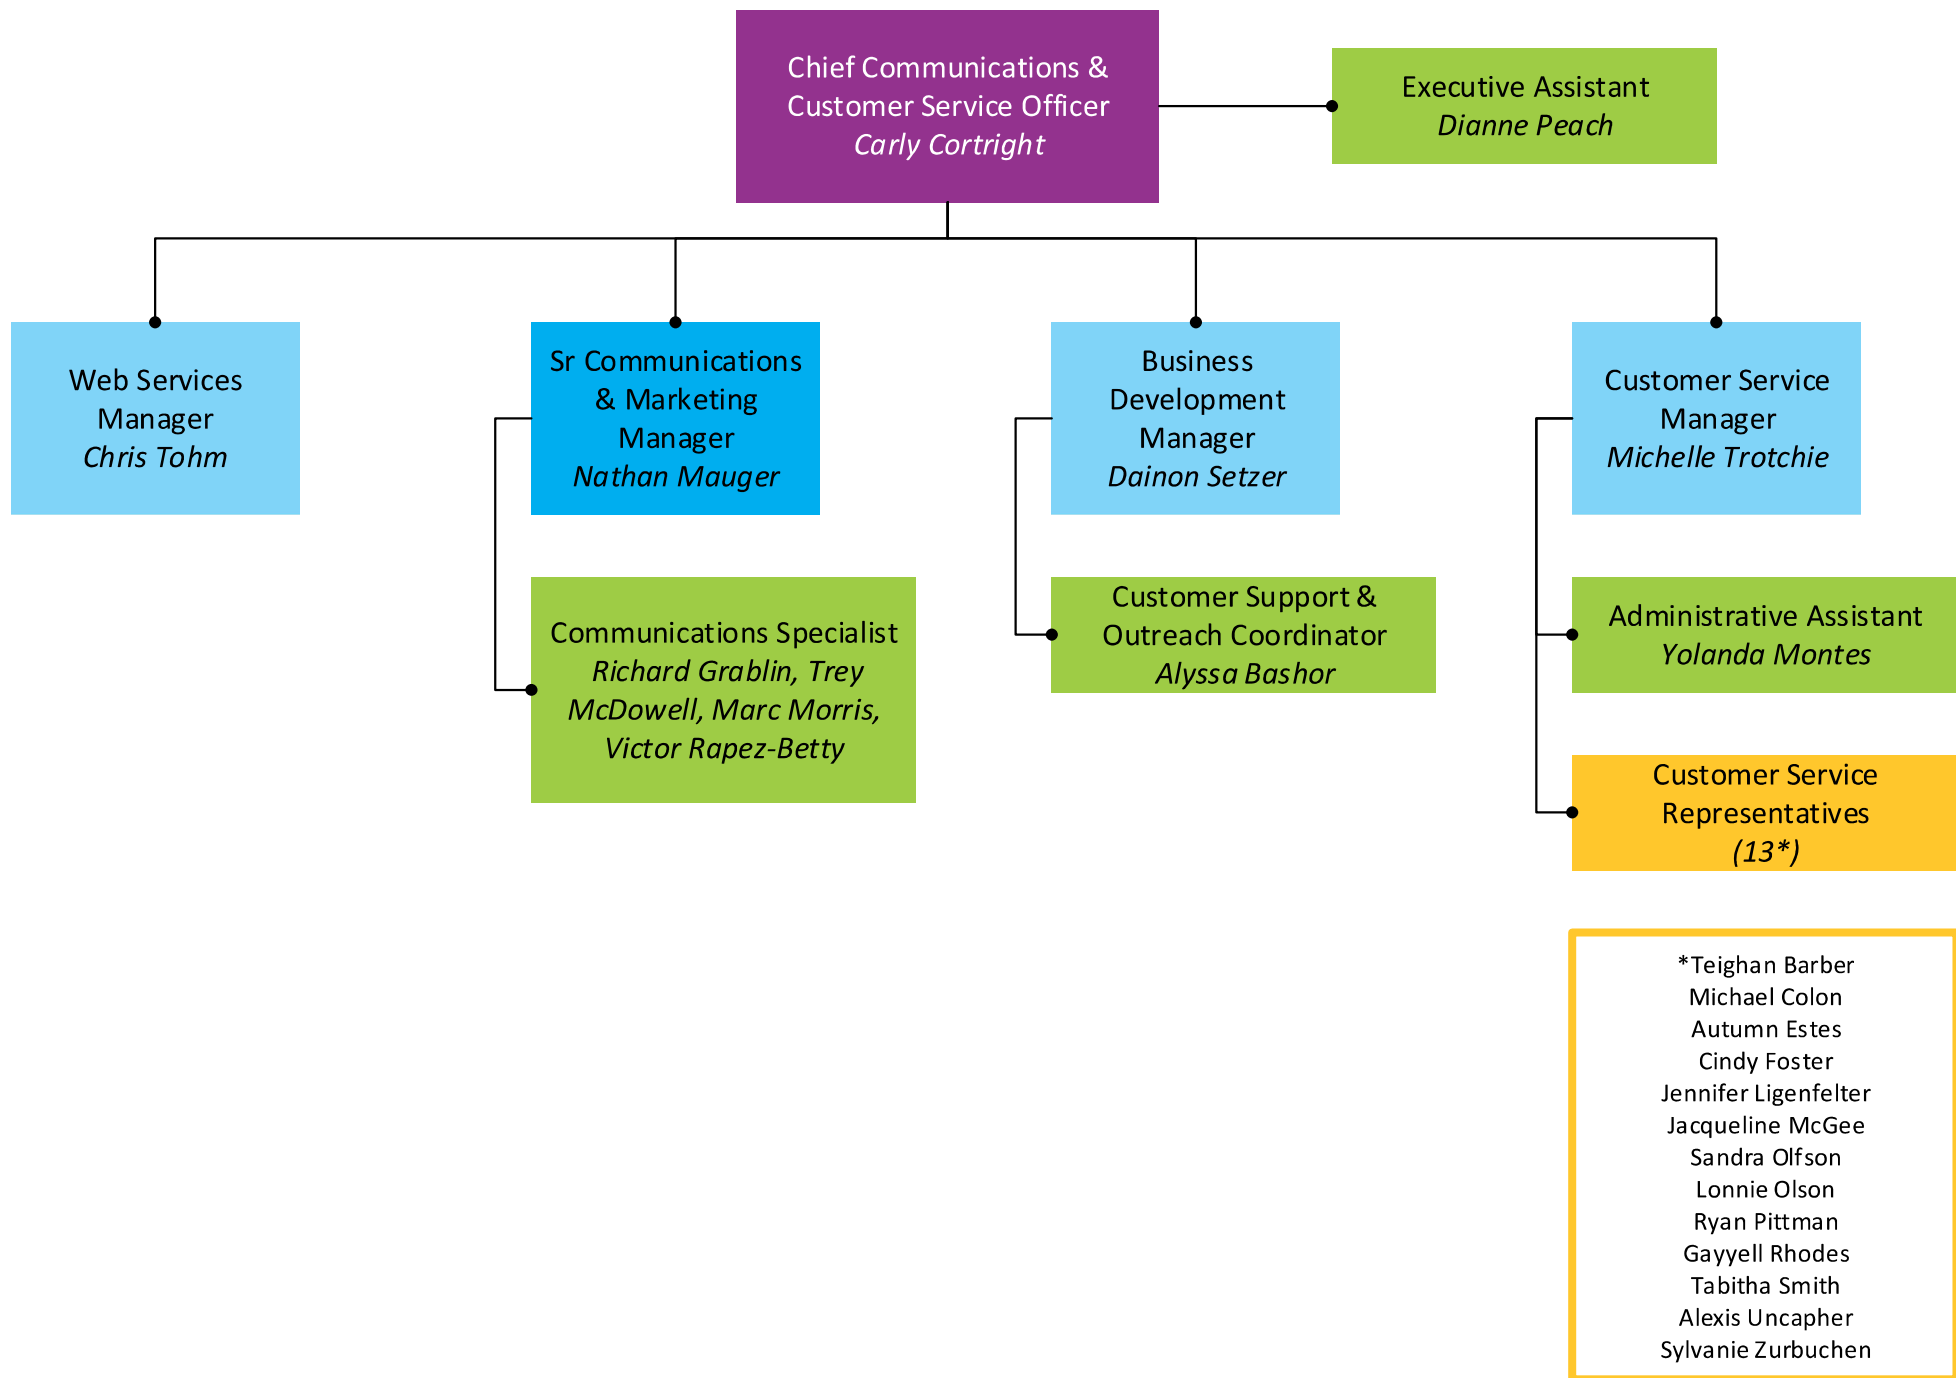 Chief Communications &
Customer Service Officer
Carly Cortright
Executive Assistant
Dianne Peach
Web Services
Manager
Chris Tohm
Sr Communications
& Marketing
Manager
Nathan Mauger
Business
Development
Manager
Dainon Setzer
Customer Service
Manager
Michelle Trotchie
Communications Specialist
Richard Grablin, Trey
McDowell, Marc Morris,
Victor Rapez-Betty
Customer Support &
Outreach Coordinator
Alyssa Bashor
Administrative Assistant
Yolanda Montes
Customer Service
Representatives
(13*)
*Teighan Barber
Michael Colon
Autumn Estes
Cindy Foster
Jennifer Ligenfelter
Jacqueline McGee
Sandra Olfson
Lonnie Olson
Ryan Pittman
Gayyell Rhodes
Tabitha Smith
Alexis Uncapher
Sylvanie Zurbuchen